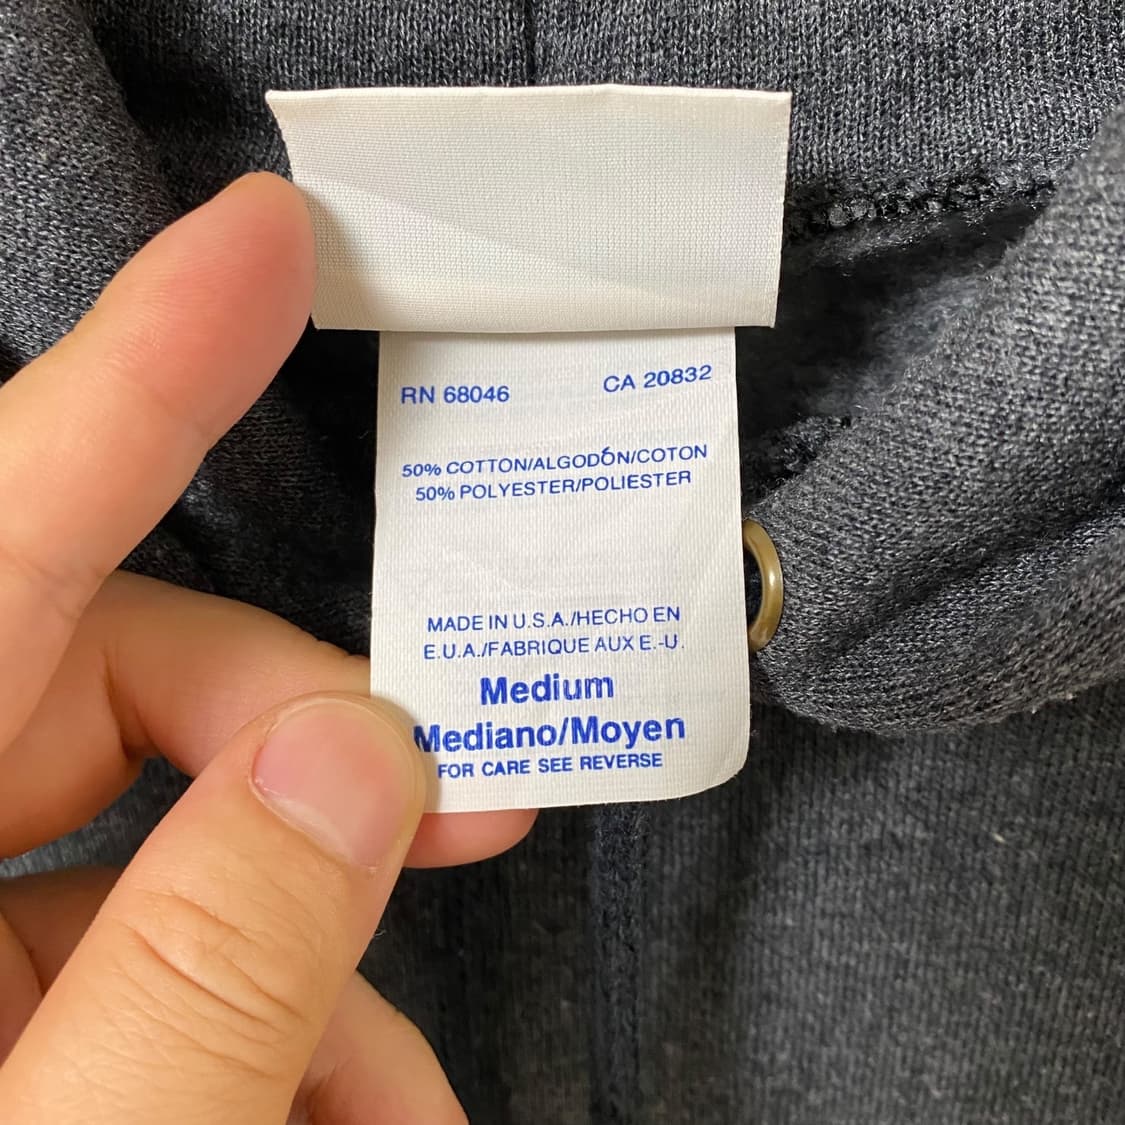 RN 68046 CA 20832
50% COTTON/ALGODÓN/COTON
50% POLYESTER/POLIESTER
MADE IN U.S.A./HECHO EN
E.U.A./FABRIQUE AUX E.-U.
Medium
Mediano/Moyen
FOR CARE SEE REVERSE